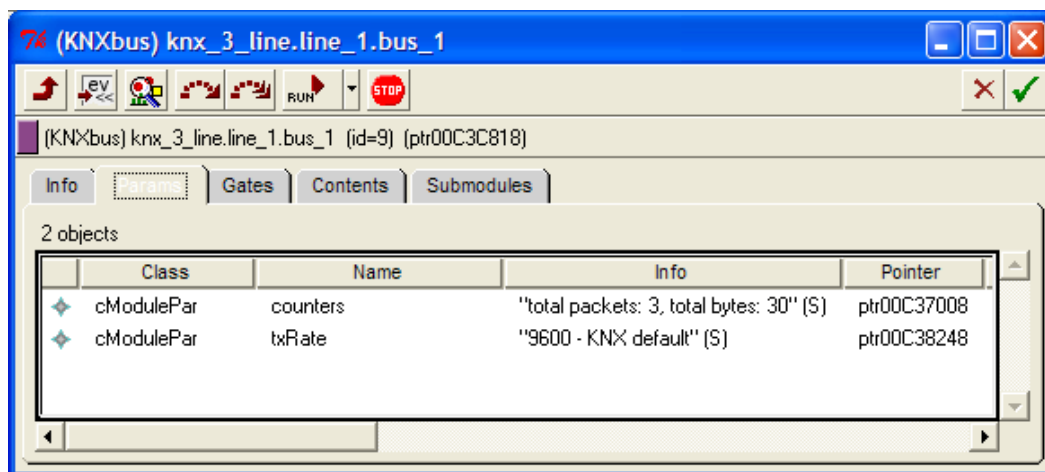 (KNXbus) knx_3_line.line_1.bus_1
ev RUN STOP
(KNXbus) knx_3_line.line_1.bus_1 (id=9) (ptr00C3C818)
Info Params Gates Contents Submodules
2 objects
Class Name Info Pointer
cModulePar counters "total packets: 3, total bytes: 30" (S) ptr00C37008
cModulePar txRate "9600 - KNX default" (S) ptr00C38248